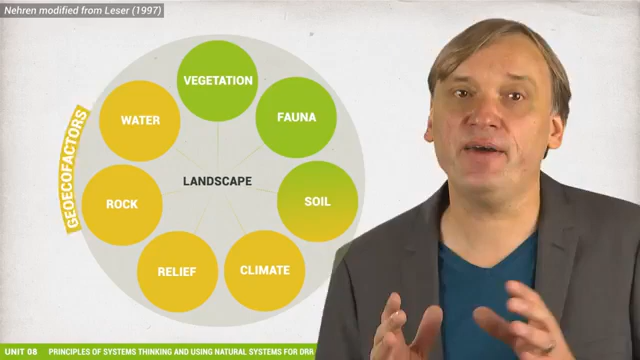 Nehren modified from Leser (1997)
VEGETATION
FAUNA
WATER
GEOECOFACTORS
LANDSCAPE
ROCK
SOIL
RELIEF
CLIMATE
UNIT 08 PRINCIPLES OF SYSTEMS THINKING AND USING NATURAL SYSTEMS FOR DRR